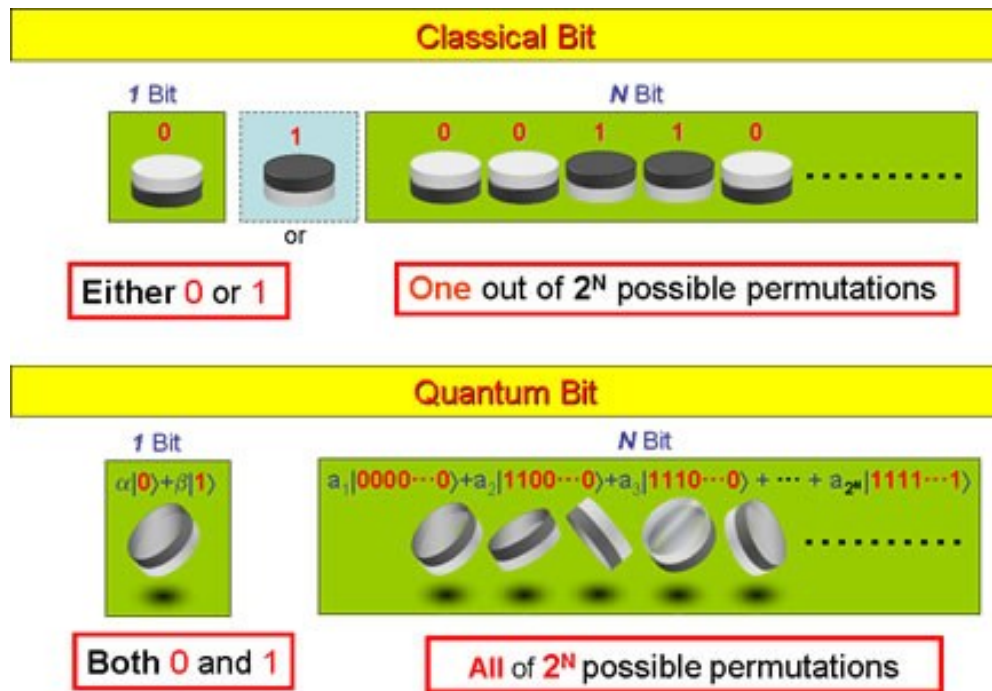 Classical Bit
1 Bit
N Bit
0
1
0 0 1 1 0
or
Either 0 or 1
One out of 2ᴺ possible permutations
Quantum Bit
1 Bit
N Bit
α|0⟩+β|1⟩
a₁|0000···0⟩+a₂|1100···0⟩+a₃|1110···0⟩ + ··· + a₂ᴺ|1111···1⟩
Both 0 and 1
All of 2ᴺ possible permutations